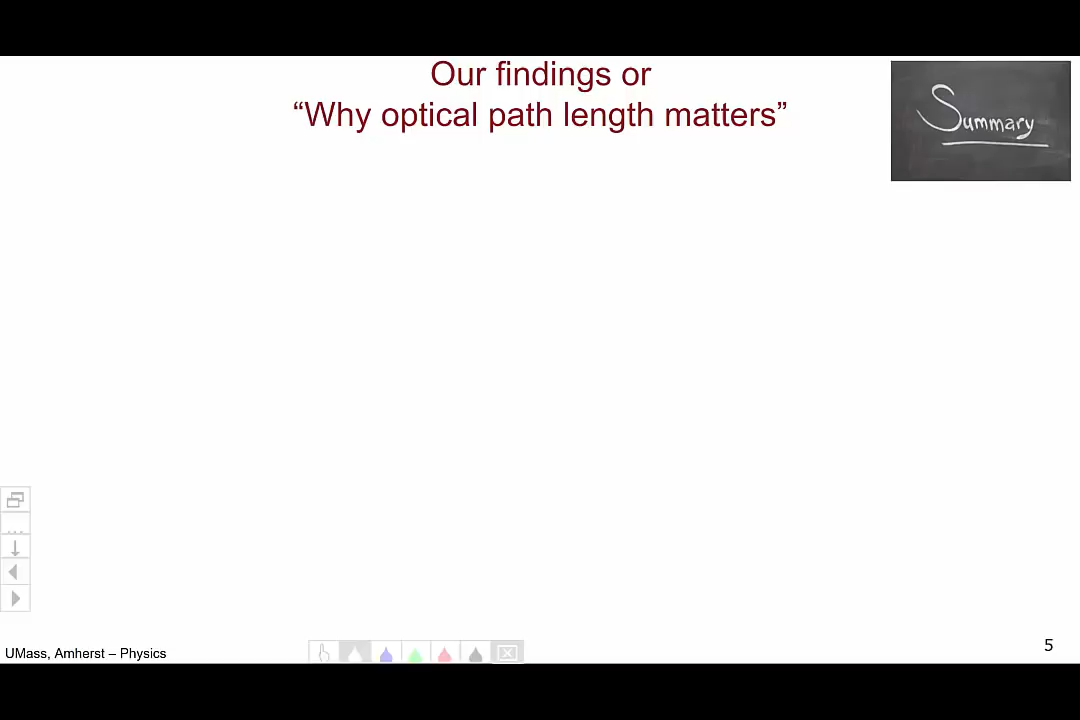 Our findings or
“Why optical path length matters”
Summary
...
UMass, Amherst – Physics
5